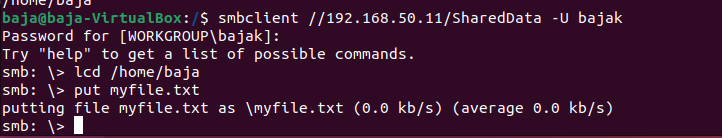 /home/baja
baja@baja-VirtualBox:/$ smbclient //192.168.50.11/SharedData -U bajak
Password for [WORKGROUP\bajak]:
Try "help" to get a list of possible commands.
smb: \> lcd /home/baja
smb: \> put myfile.txt
putting file myfile.txt as \myfile.txt (0.0 kb/s) (average 0.0 kb/s)
smb: \>